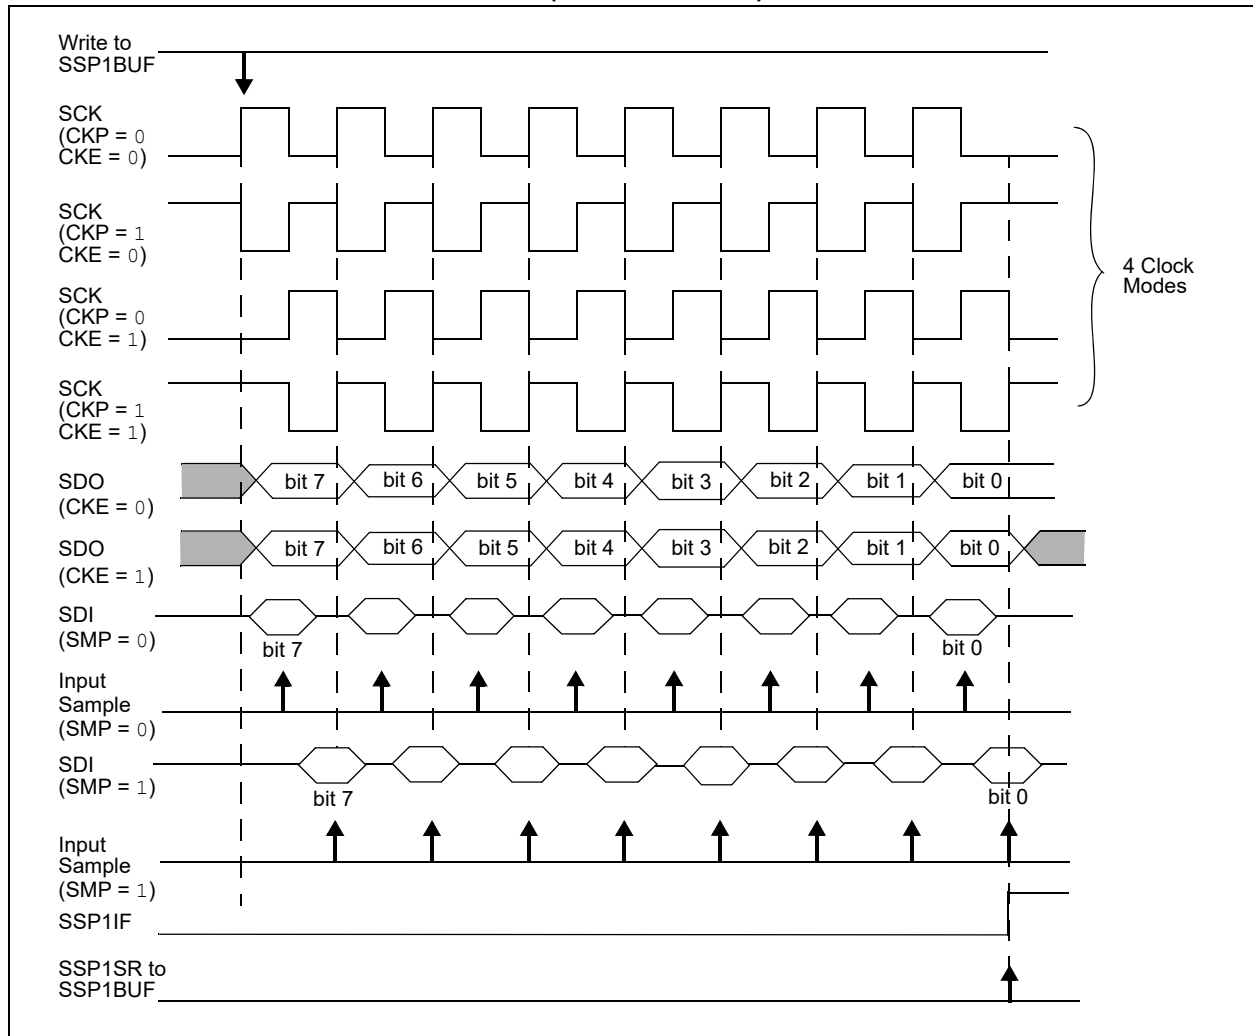 Write to
SSP1BUF
SCK
(CKP = 0
CKE = 0)
SCK
(CKP = 1
CKE = 0)
SCK
(CKP = 0
CKE = 1)
SCK
(CKP = 1
CKE = 1)
4 Clock
Modes
SDO
(CKE = 0)
bit 7 bit 6 bit 5 bit 4 bit 3 bit 2 bit 1 bit 0
SDO
(CKE = 1)
bit 7 bit 6 bit 5 bit 4 bit 3 bit 2 bit 1 bit 0
SDI
(SMP = 0)
bit 7 bit 0
Input
Sample
(SMP = 0)
SDI
(SMP = 1)
bit 7 bit 0
Input
Sample
(SMP = 1)
SSP1IF
SSP1SR to
SSP1BUF